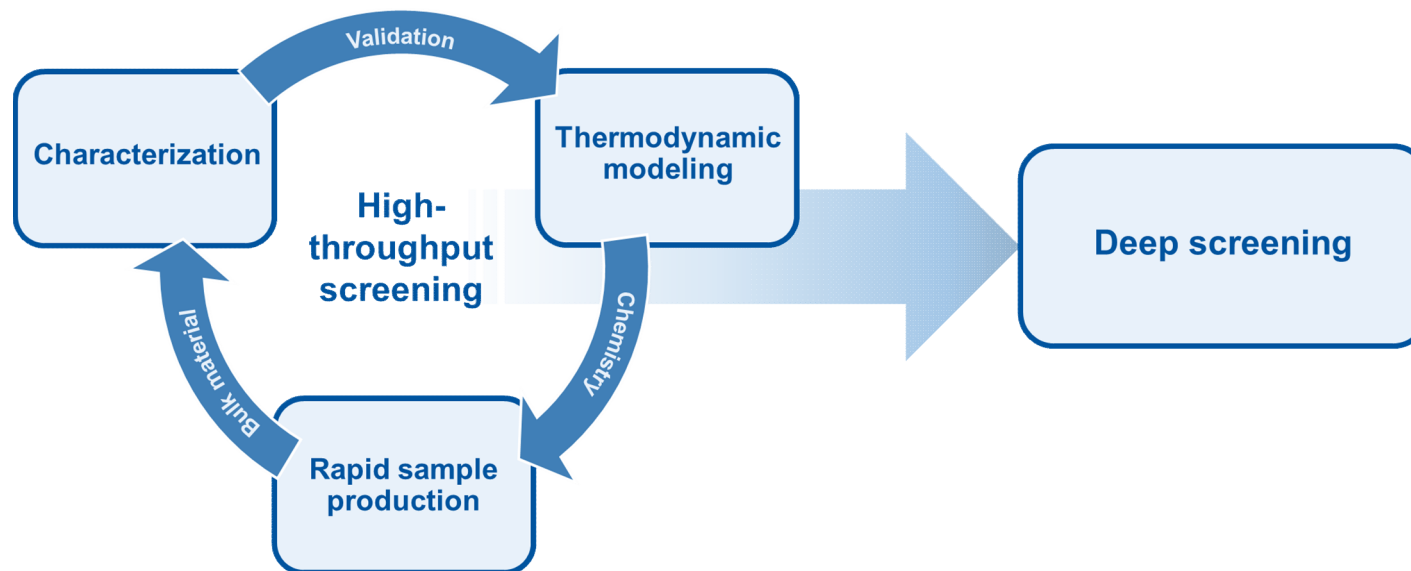 Validation
Characterization
Thermodynamic
modeling
High-
throughput
screening
Deep screening
Chemistry
Bulk material
Rapid sample
production